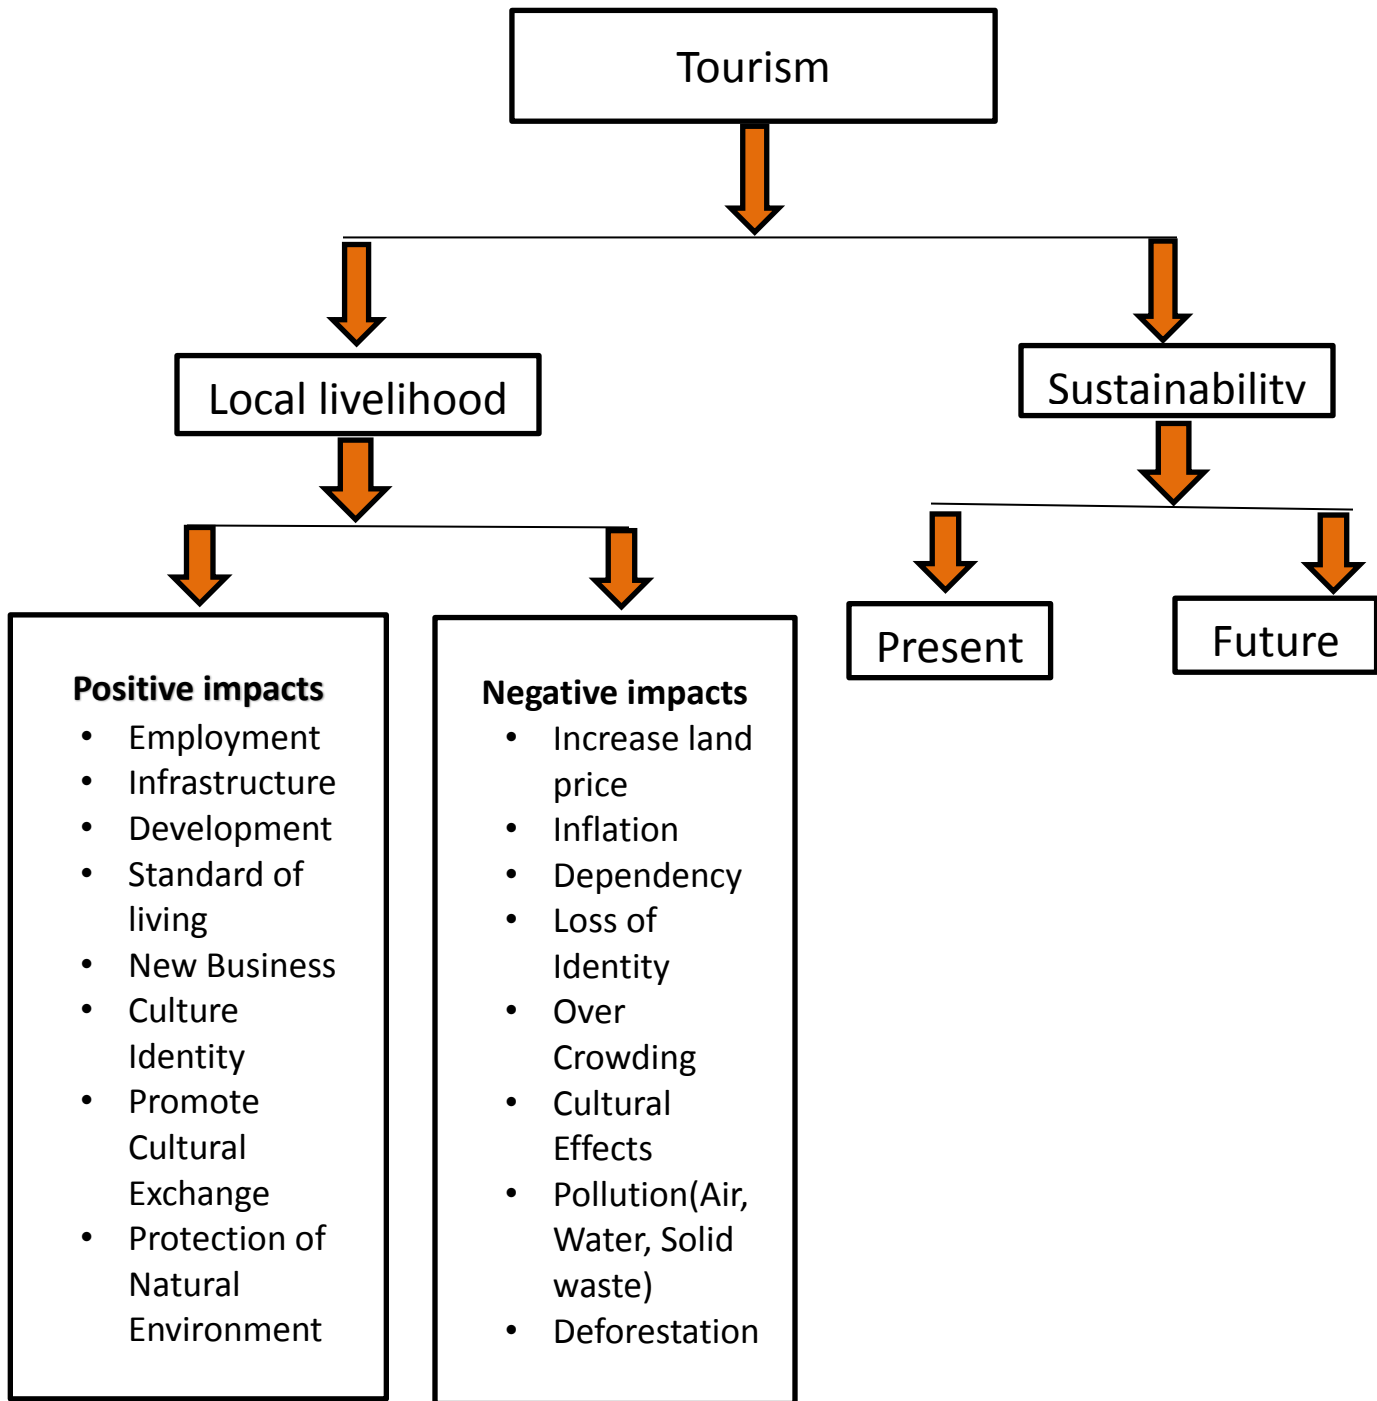 Tourism
Local livelihood
Sustainability
Positive impacts
• Employment
• Infrastructure
• Development
• Standard of
living
• New Business
• Culture
Identity
• Promote
Cultural
Exchange
• Protection of
Natural
Environment
Negative impacts
• Increase land
price
• Inflation
• Dependency
• Loss of
Identity
• Over
Crowding
• Cultural
Effects
• Pollution(Air,
Water, Solid
waste)
• Deforestation
Present
Future